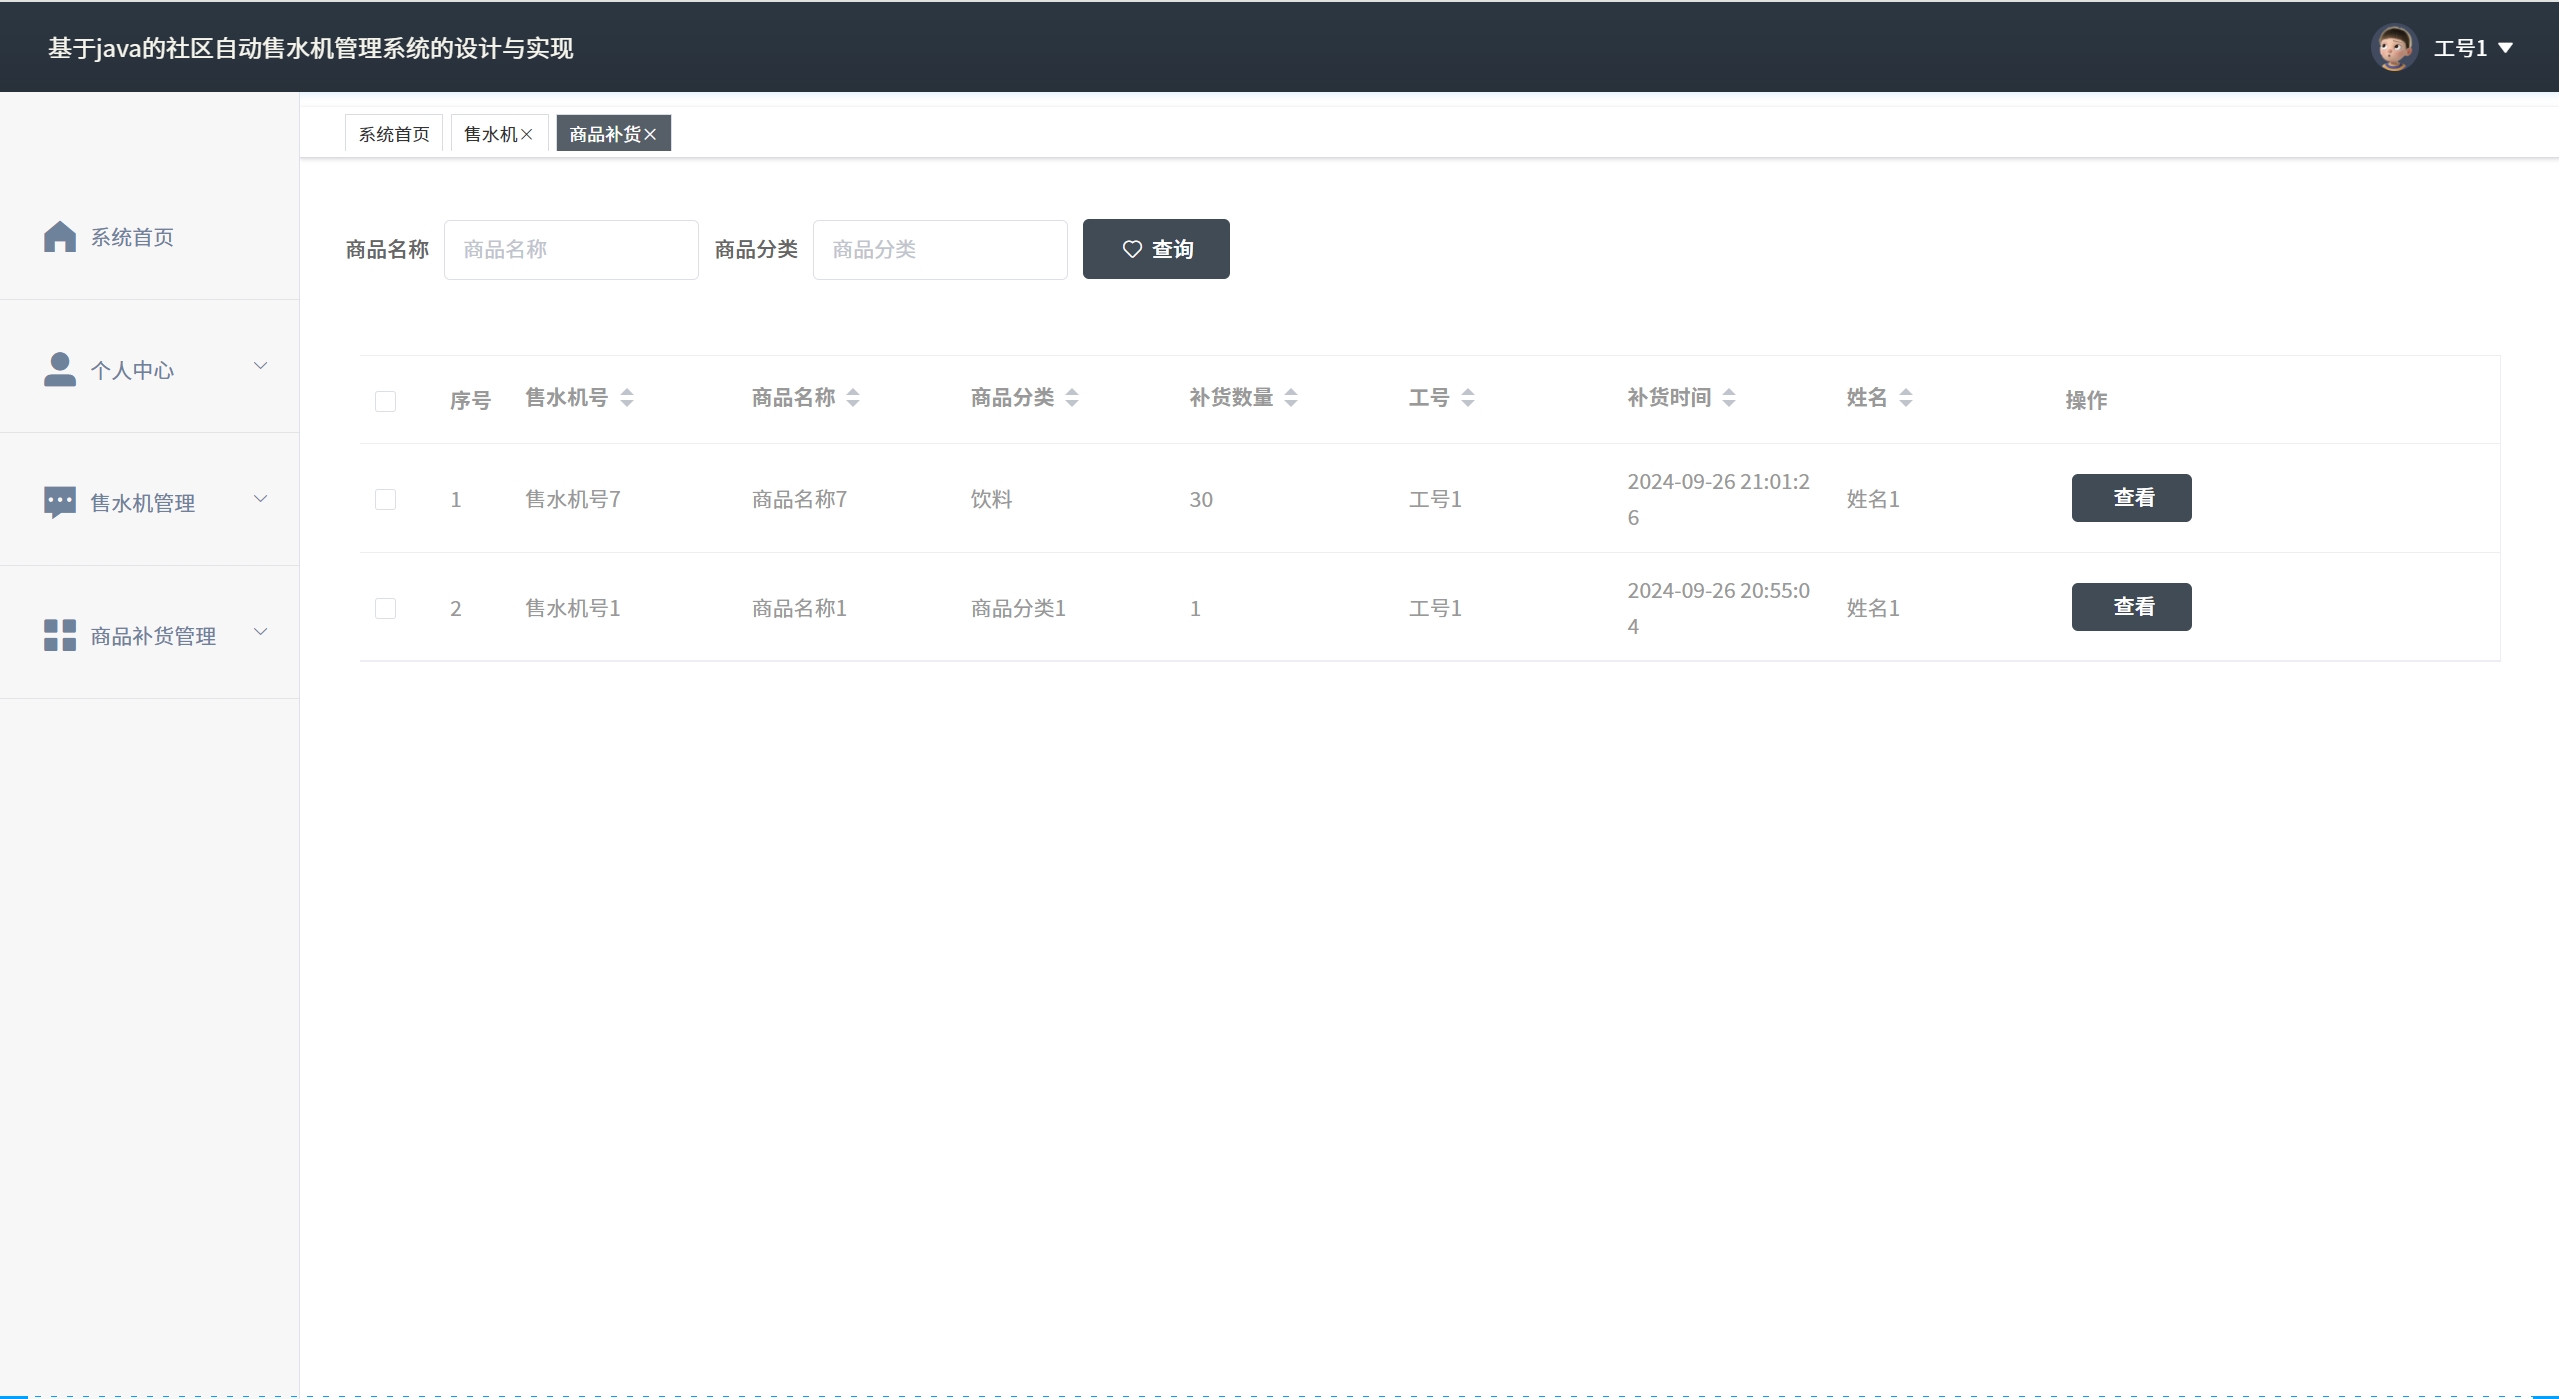 基于java的社区自动售水机管理系统的设计与实现
工号1
系统首页 售水机 商品补货
系统首页
个人中心
售水机管理
商品补货管理
商品名称 商品名称 商品分类 商品分类 查询
序号 售水机号 商品名称 商品分类 补货数量 工号 补货时间 姓名 操作
1 售水机号7 商品名称7 饮料 30 工号1 2024-09-26 21:01:2
6 姓名1 查看
2 售水机号1 商品名称1 商品分类1 1 工号1 2024-09-26 20:55:0
4 姓名1 查看